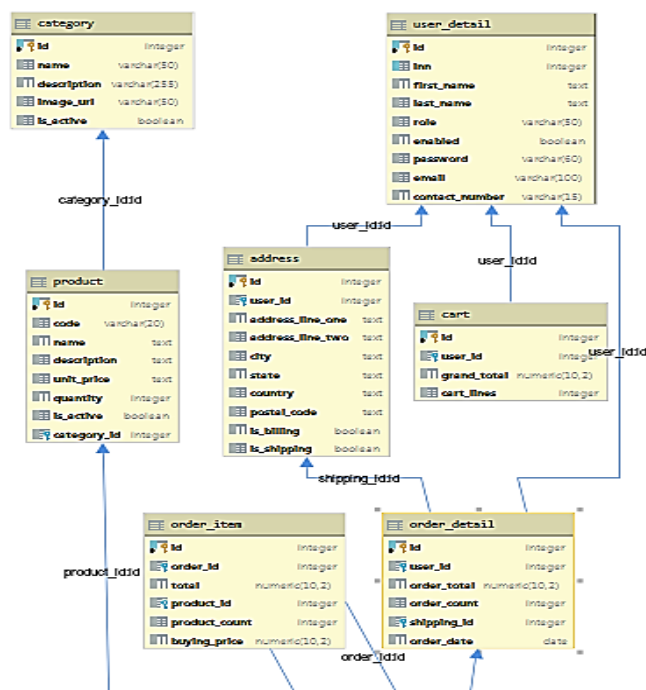 category
id integer
name varchar(50)
description varchar(255)
image_url varchar(50)
is_active boolean
user_detail
id integer
inn integer
first_name text
last_name text
role varchar(50)
enabled boolean
password varchar(60)
email varchar(100)
contact_number varchar(15)
category_id:id
user_id:id
user_id:id
user_id:id
product
id integer
code varchar(20)
name text
description text
unit_price text
quantity integer
is_active boolean
category_id integer
address
id integer
user_id integer
address_line_one text
address_line_two text
city text
state text
country text
postal_code text
is_billing boolean
is_shipping boolean
cart
id integer
user_id integer
grand_total numeric(10,2)
cart_lines integer
shipping_id:id
product_id:id
order_item
id integer
order_id integer
total numeric(10,2)
product_id integer
product_count integer
buying_price numeric(10,2)
order_detail
id integer
user_id integer
order_total numeric(10,2)
order_count integer
shipping_id integer
order_date date
order_id:id